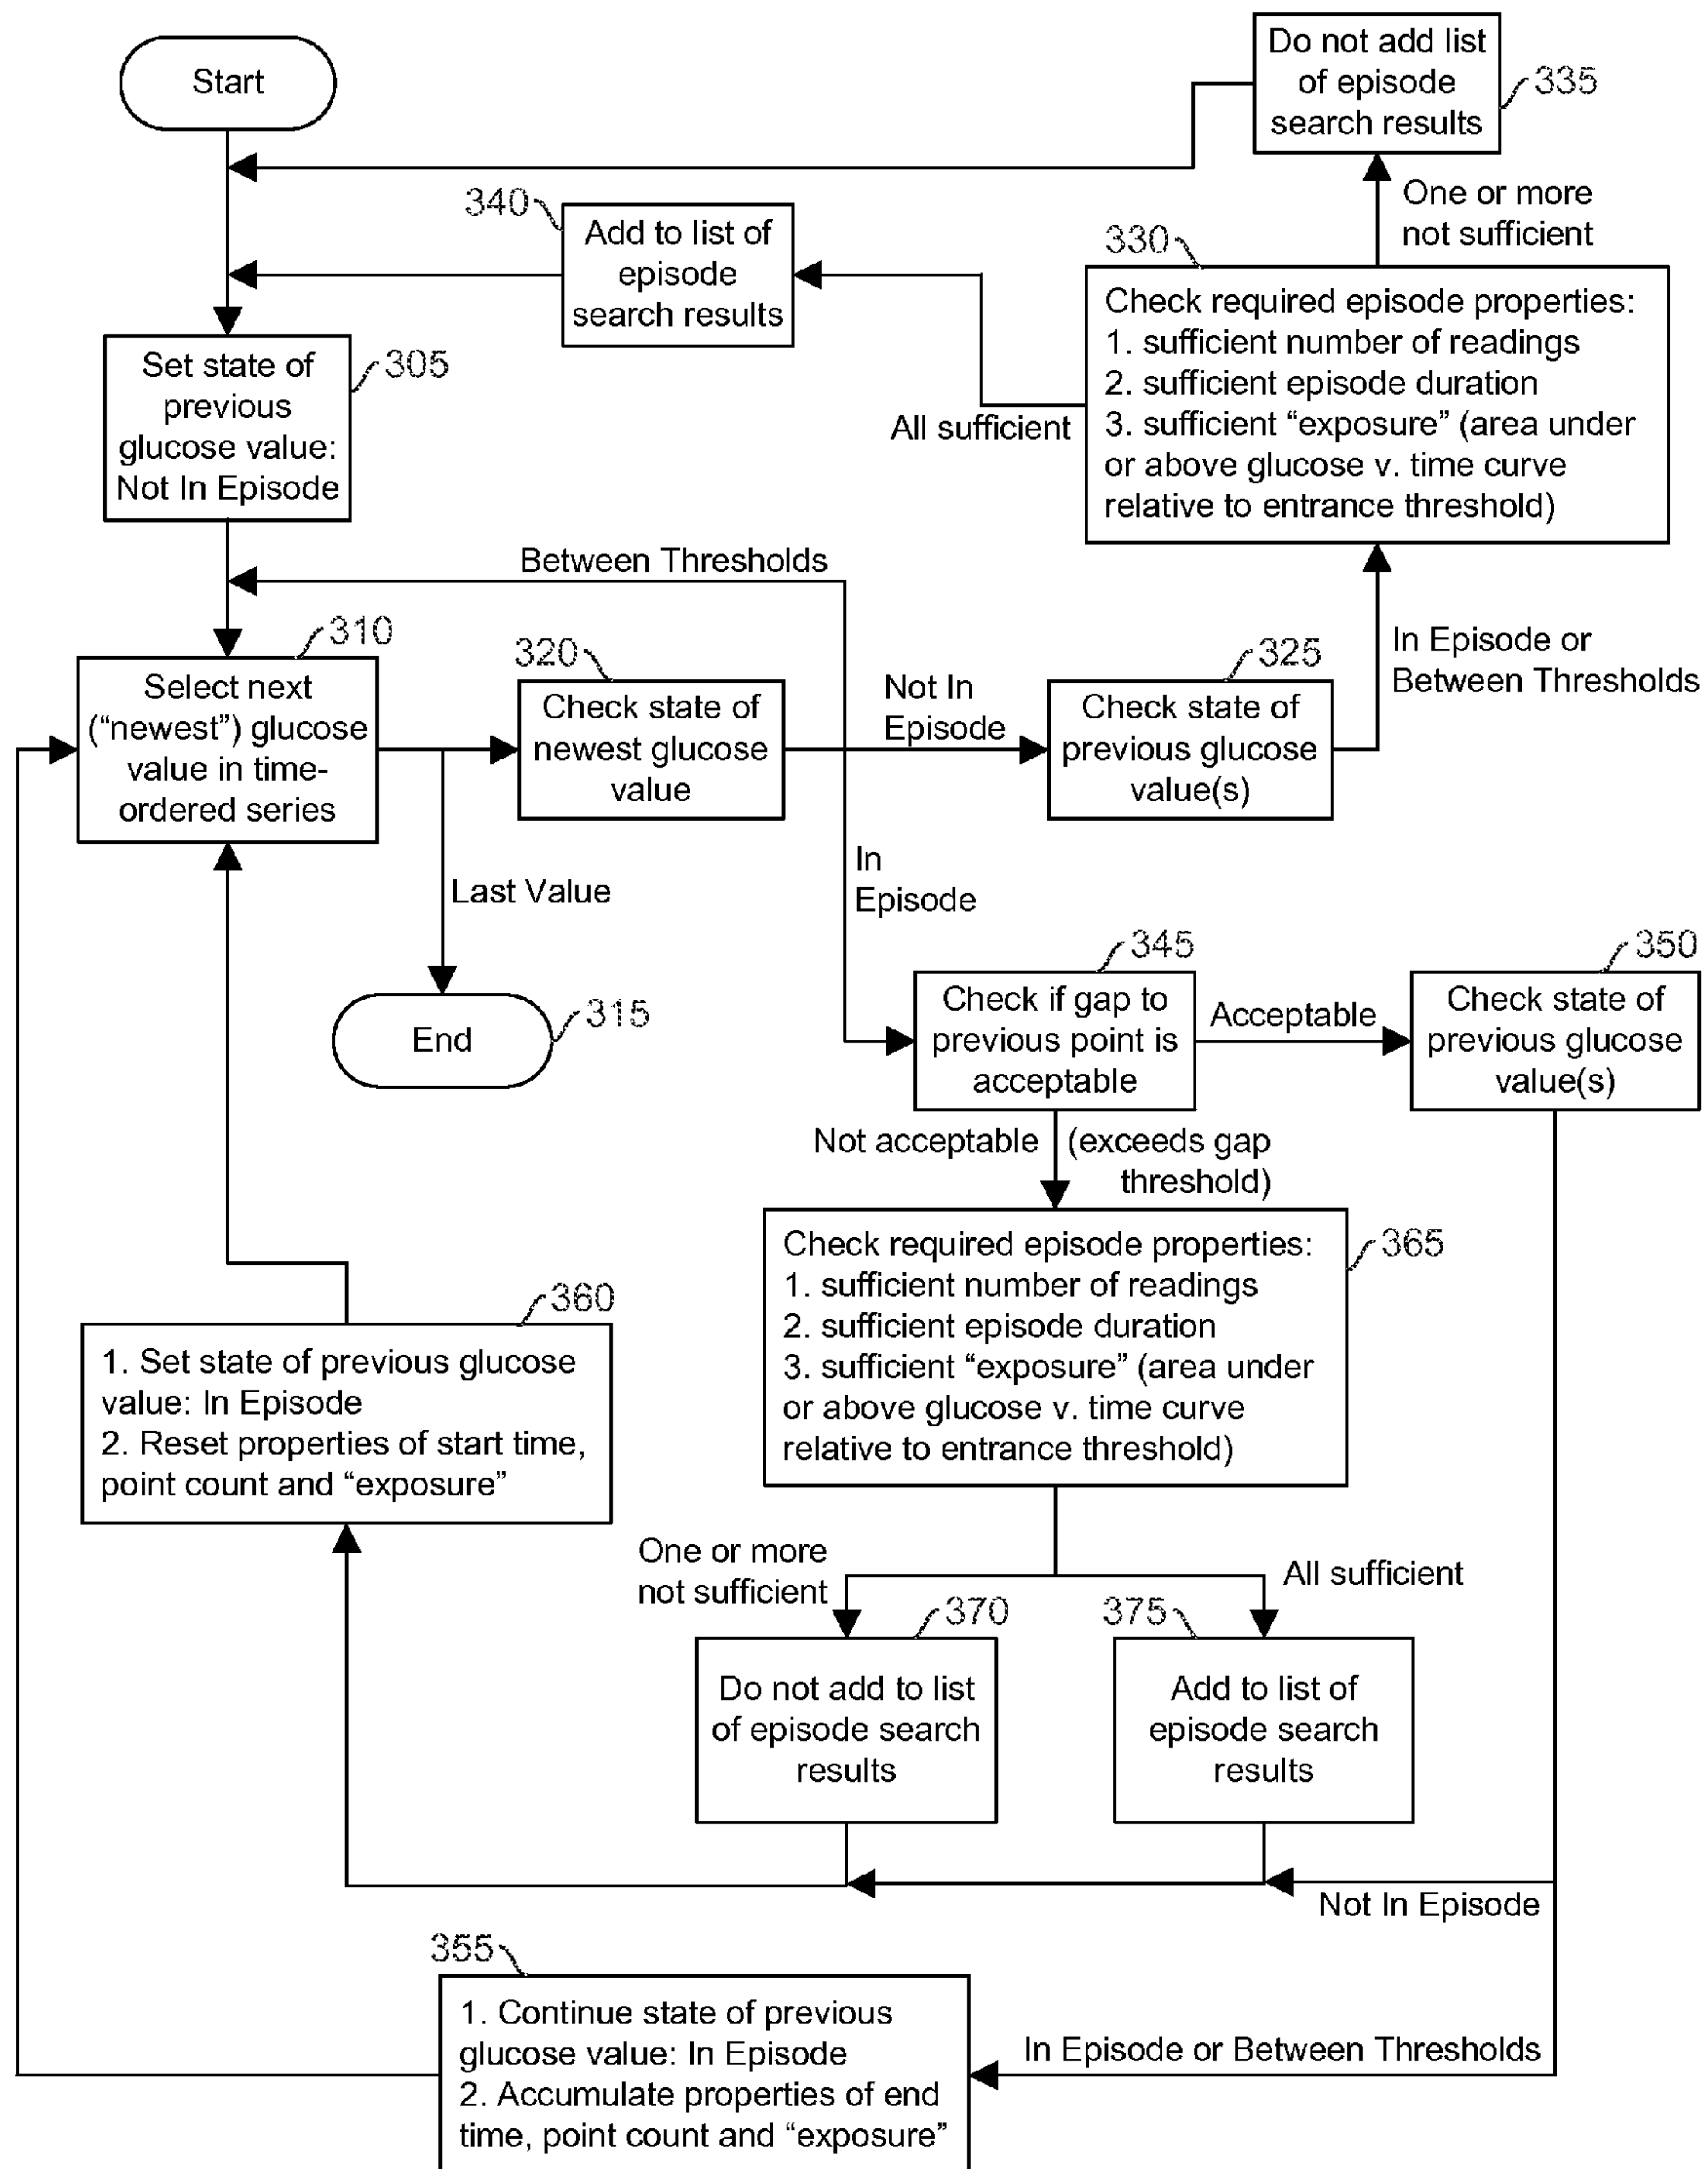 Start
Do not add list
of episode
search results
335
One or more
not sufficient
340
Add to list of
episode
search results
330
Check required episode properties:
1. sufficient number of readings
2. sufficient episode duration
3. sufficient “exposure” (area under
or above glucose v. time curve
relative to entrance threshold)
All sufficient
Set state of
previous
glucose value:
Not In Episode
305
Between Thresholds
310
Select next
(“newest”) glucose
value in time-
ordered series
320
Check state of
newest glucose
value
Not In
Episode
325
Check state of
previous glucose
value(s)
In Episode or
Between Thresholds
Last Value
In
Episode
End
315
345
Check if gap to
previous point is
acceptable
Acceptable
350
Check state of
previous glucose
value(s)
Not acceptable
(exceeds gap
threshold)
365
Check required episode properties:
1. sufficient number of readings
2. sufficient episode duration
3. sufficient “exposure” (area under
or above glucose v. time curve
relative to entrance threshold)
360
1. Set state of previous glucose
value: In Episode
2. Reset properties of start time,
point count and “exposure”
One or more
not sufficient
All sufficient
370
Do not add to list
of episode search
results
375
Add to list of
episode search
results
Not In Episode
355
1. Continue state of previous
glucose value: In Episode
2. Accumulate properties of end
time, point count and “exposure”
In Episode or Between Thresholds